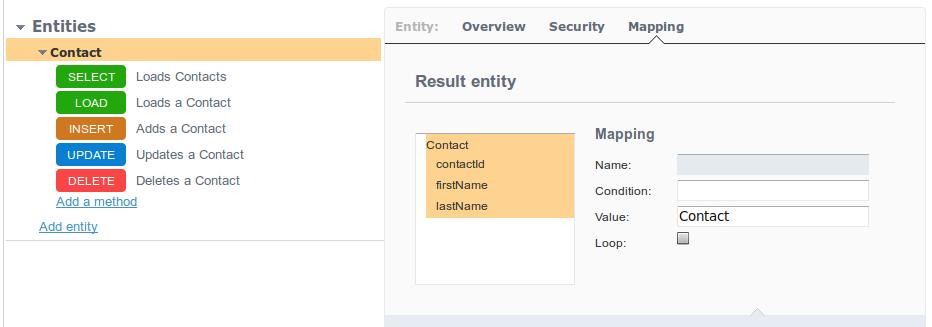 Entities
Contact
SELECT Loads Contacts
LOAD Loads a Contact
INSERT Adds a Contact
UPDATE Updates a Contact
DELETE Deletes a Contact
Add a method
Add entity
Entity: Overview Security Mapping
Result entity
Contact
contactId
firstName
lastName
Mapping
Name:
Condition:
Value: Contact
Loop: